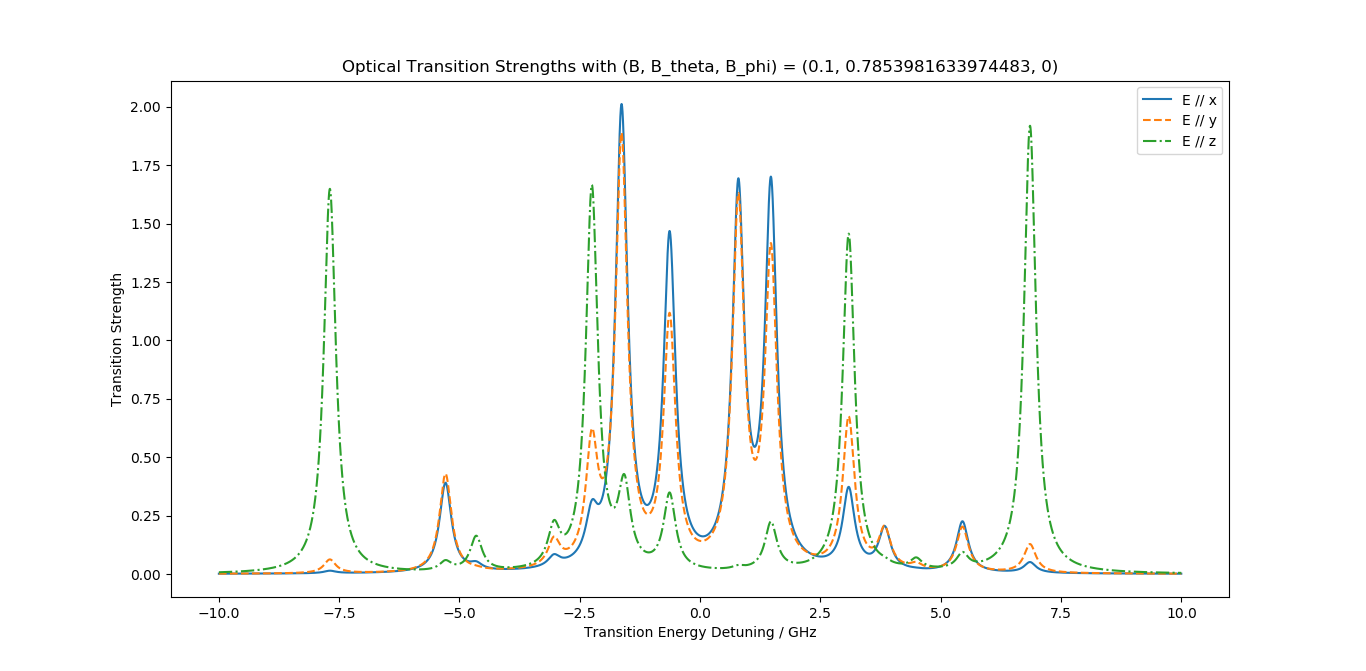 Optical Transition Strengths with (B, B_theta, B_phi) = (0.1, 0.7853981633974483, 0)
E // x
E // y
E // z
Transition Strength
2.00
1.75
1.50
1.25
1.00
0.75
0.50
0.25
0.00
−10.0 −7.5 −5.0 −2.5 0.0 2.5 5.0 7.5 10.0
Transition Energy Detuning / GHz